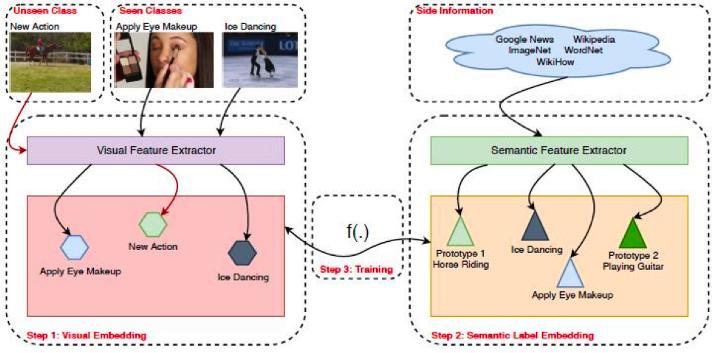 Unseen Class
New Action
Seen Classes
Apply Eye Makeup
Ice Dancing
LOT
Side Information
Google News Wikipedia
ImageNet WordNet
WikiHow
Visual Feature Extractor
Semantic Feature Extractor
Apply Eye Makeup
New Action
Ice Dancing
Step 1: Visual Embedding
f(.)
Step 3: Training
Prototype 1
Horse Riding
Ice Dancing
Apply Eye Makeup
Prototype 2
Playing Guitar
Step 2: Semantic Label Embedding